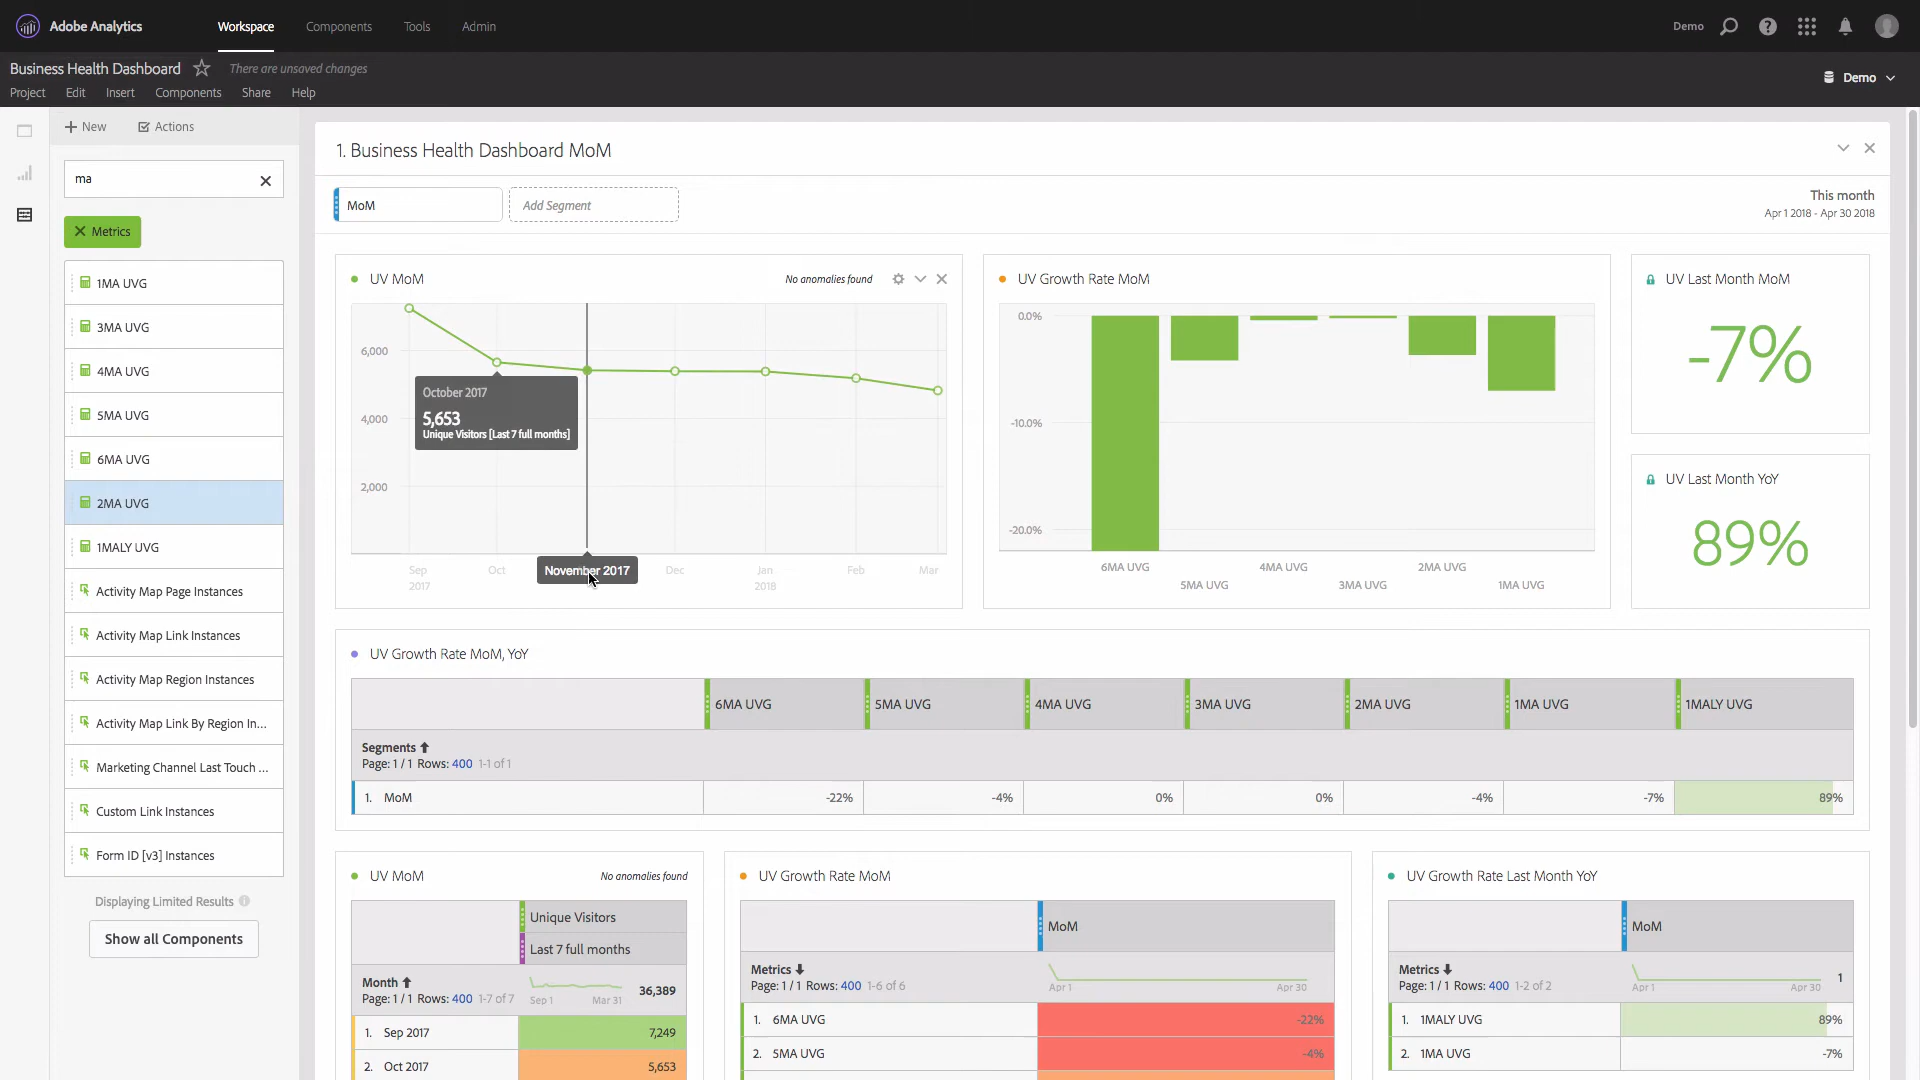 Adobe Analytics
Workspace
Components
Tools
Admin
Demo
Business Health Dashboard
There are unsaved changes
Demo
Project
Edit
Insert
Components
Share
Help
New
Actions
ma
Metrics
1MA UVG
3MA UVG
4MA UVG
5MA UVG
6MA UVG
2MA UVG
1MALY UVG
Activity Map Page Instances
Activity Map Link Instances
Activity Map Region Instances
Activity Map Link By Region In...
Marketing Channel Last Touch ...
Custom Link Instances
Form ID [v3] Instances
Displaying Limited Results
Show all Components
1. Business Health Dashboard MoM
MoM
Add Segment
This month
Apr 1 2018 - Apr 30 2018
UV MoM
No anomalies found
6,000
4,000
2,000
October 2017
5,653
Unique Visitors [Last 7 full months]
November 2017
Sep
2017
Oct
Dec
Jan
2018
Feb
Mar
UV Growth Rate MoM
0.0%
-10.0%
-20.0%
6MA UVG
5MA UVG
4MA UVG
3MA UVG
2MA UVG
1MA UVG
UV Last Month MoM
-7%
UV Last Month YoY
89%
UV Growth Rate MoM, YoY
6MA UVG
5MA UVG
4MA UVG
3MA UVG
2MA UVG
1MA UVG
1MALY UVG
Segments
Page: 1 / 1 Rows: 400 1-1 of 1
1. MoM
-22%
-4%
0%
0%
-4%
-7%
89%
UV MoM
No anomalies found
Unique Visitors
Last 7 full months
Month
Page: 1 / 1 Rows: 400 1-7 of 7
Sep 1
Mar 31
36,389
1. Sep 2017
7,249
2. Oct 2017
5,653
UV Growth Rate MoM
MoM
Metrics
Page: 1 / 1 Rows: 400 1-6 of 6
Apr 1
Apr 30
1. 6MA UVG
-22%
2. 5MA UVG
-4%
UV Growth Rate Last Month YoY
MoM
Metrics
Page: 1 / 1 Rows: 400 1-2 of 2
Apr 1
Apr 30
1
1. 1MALY UVG
89%
2. 1MA UVG
-7%